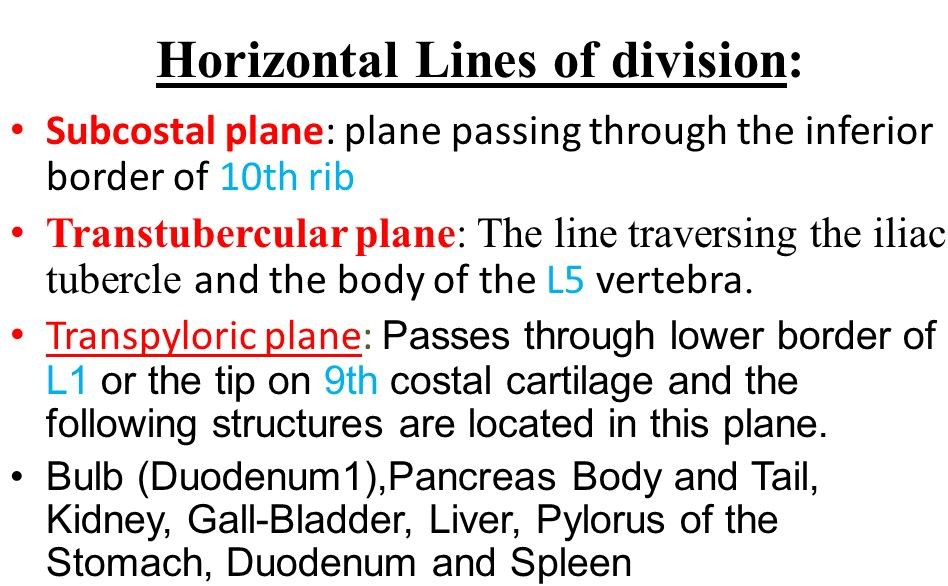 Horizontal Lines of division:
• Subcostal plane: plane passing through the inferior
border of 10th rib
• Transtubercular plane: The line traversing the iliac
tubercle and the body of the L5 vertebra.
• Transpyloric plane: Passes through lower border of
L1 or the tip on 9th costal cartilage and the
following structures are located in this plane.
• Bulb (Duodenum1),Pancreas Body and Tail,
Kidney, Gall-Bladder, Liver, Pylorus of the
Stomach, Duodenum and Spleen